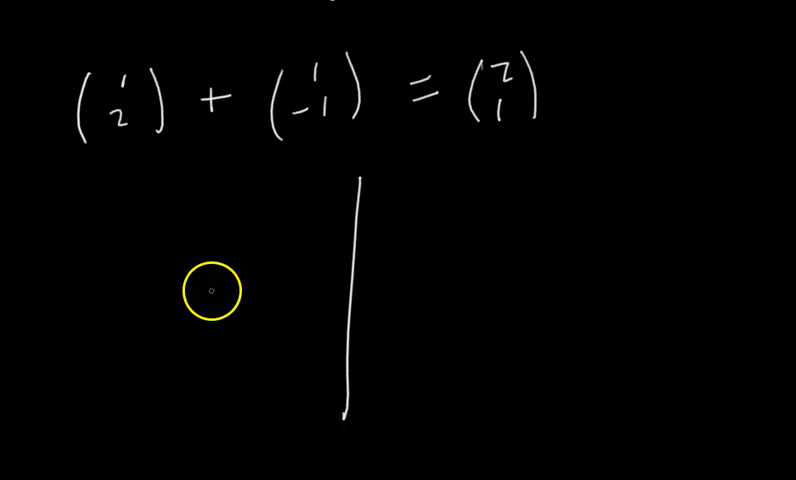 (1 2) + (1 -1) = (2 1)